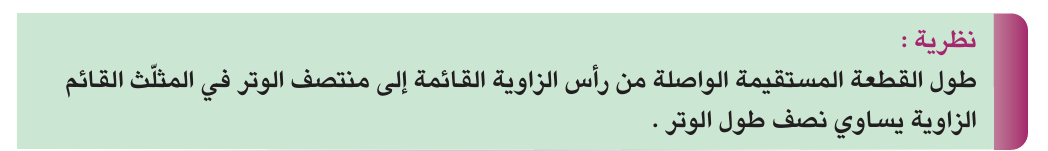 نظرية :
طول القطعة المستقيمة الواصلة من رأس الزاوية القائمة إلى منتصف الوتر في المثلّث القائم
الزاوية يساوي نصف طول الوتر .